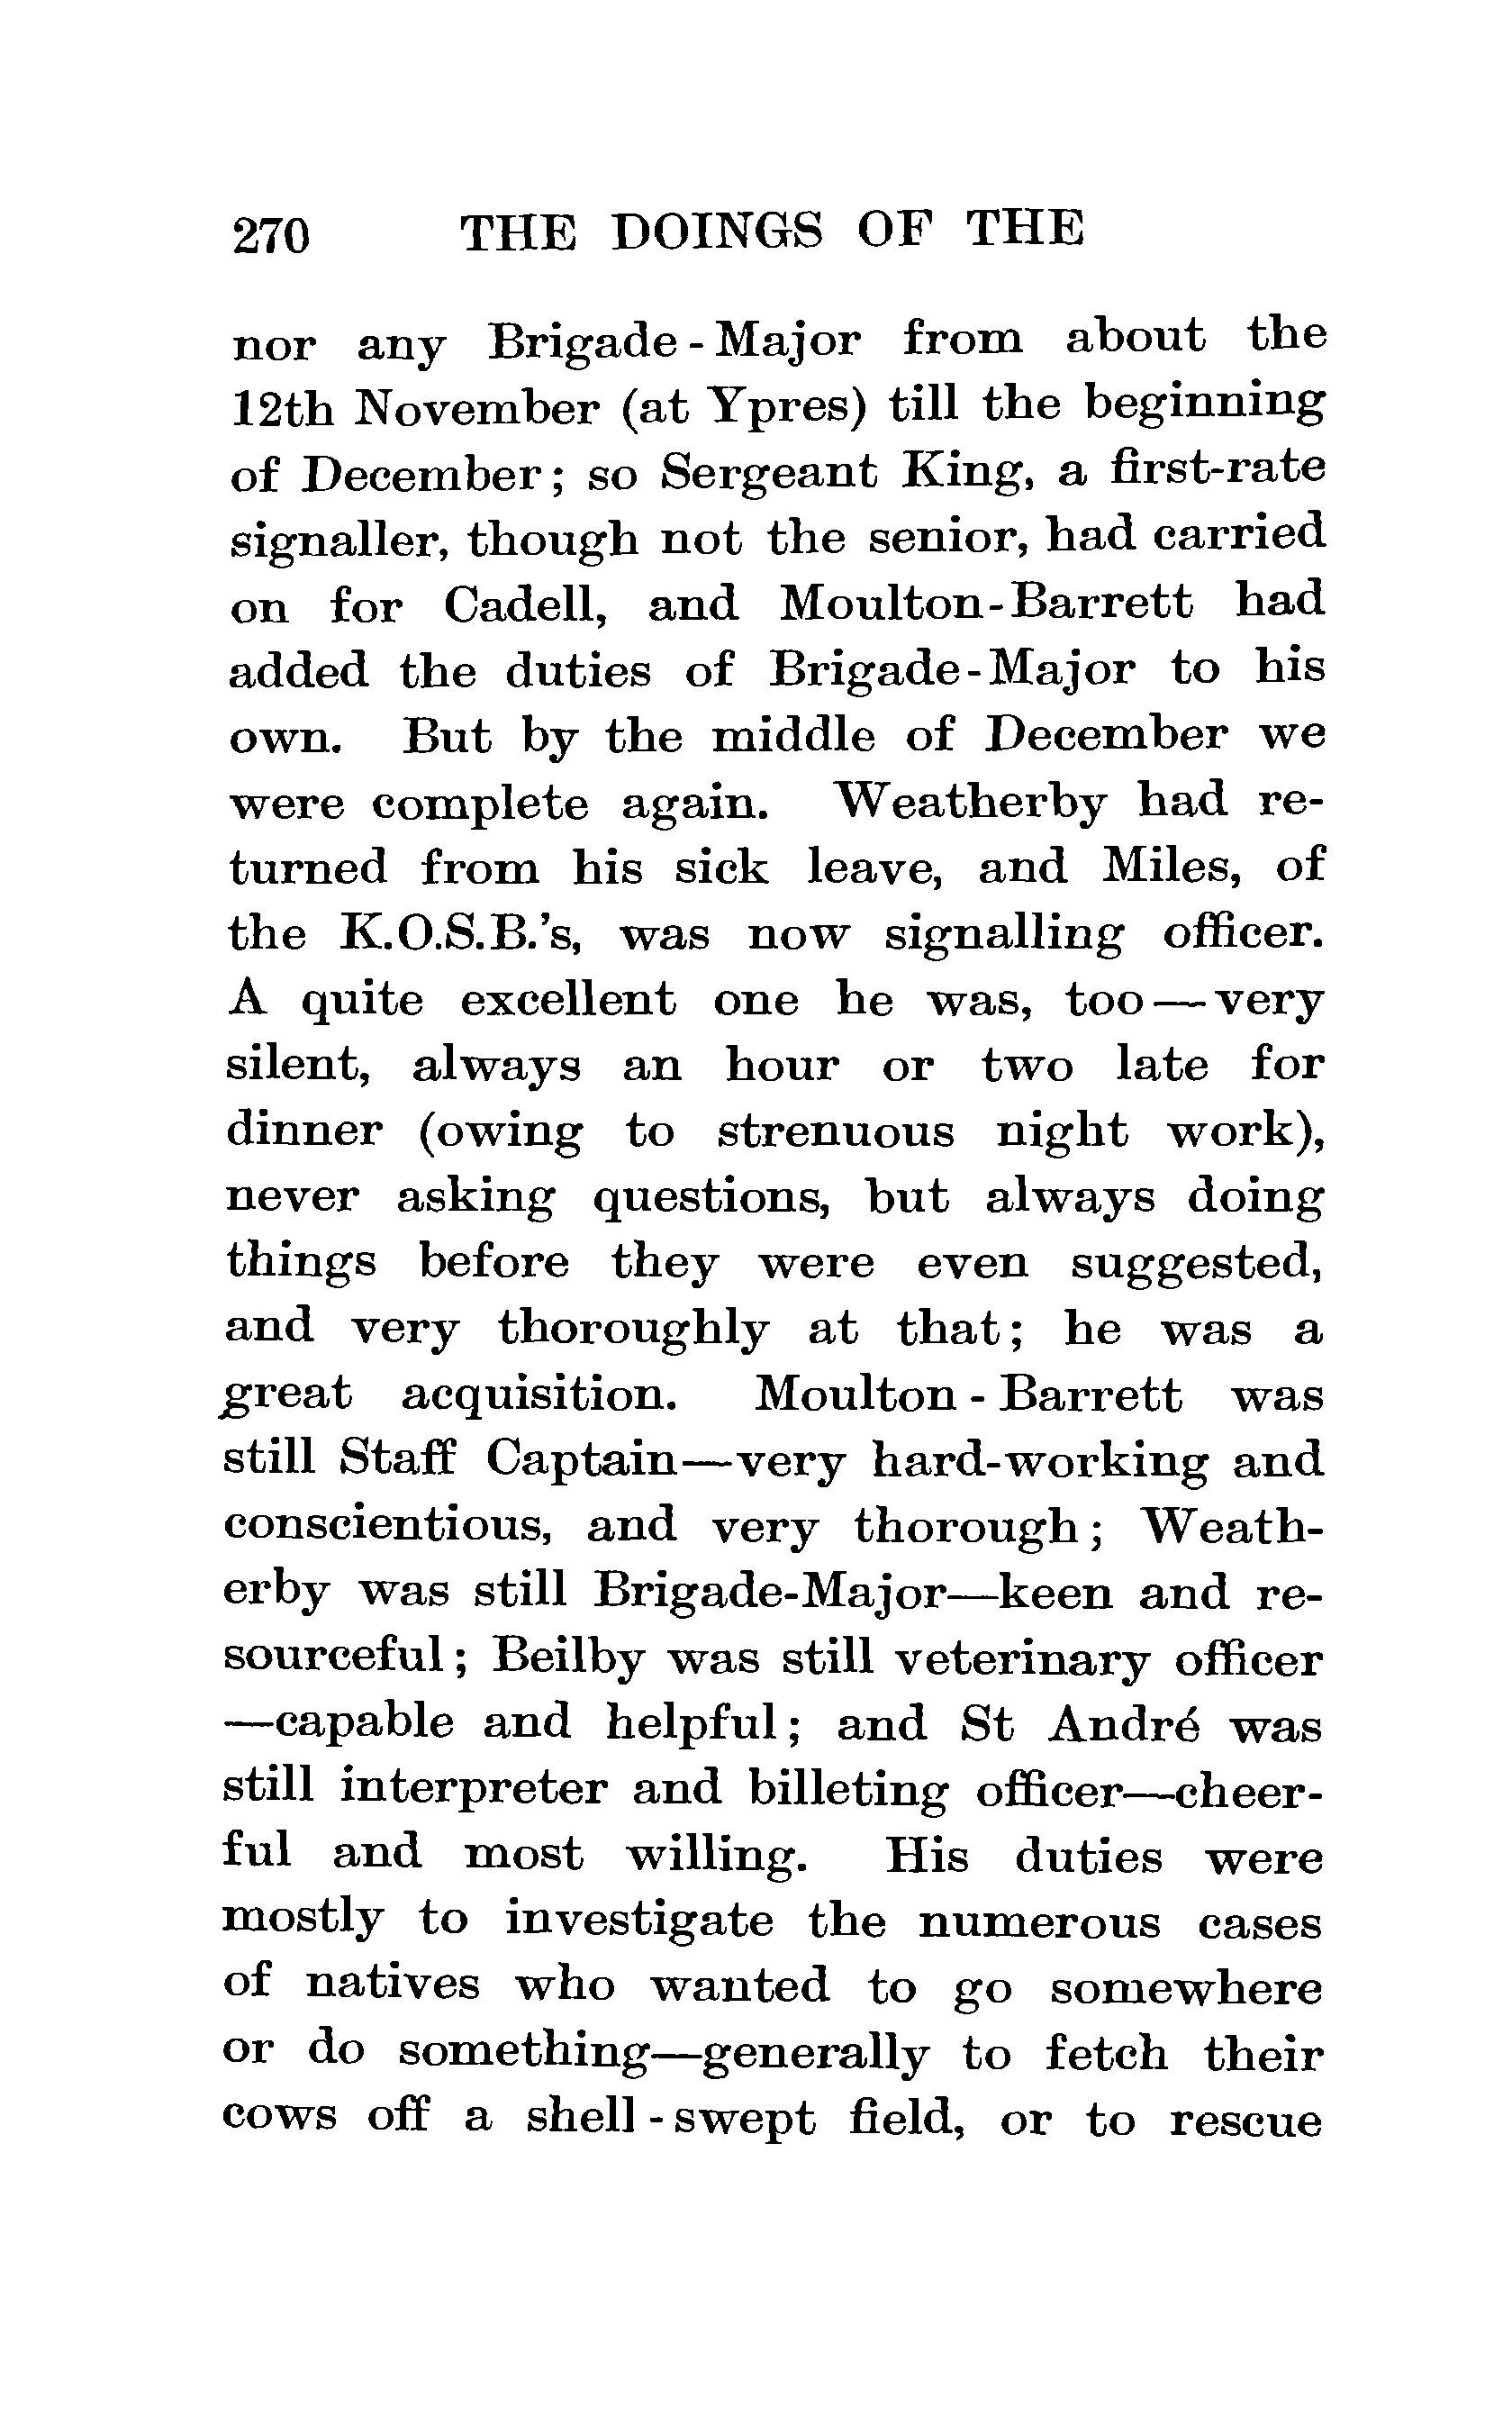 270 THE DOINGS OF THE
nor any Brigade-Major from about the
12th November (at Ypres) till the beginning
of December; so Sergeant King, a first-rate
signaller, though not the senior, had carried
on for Cadell, and Moulton-Barrett had
added the duties of Brigade-Major to his
own. But by the middle of December we
were complete again. Weatherby had re-
turned from his sick leave, and Miles, of
the K.O.S.B.'s, was now signalling officer.
A quite excellent one he was, too—very
silent, always an hour or two late for
dinner (owing to strenuous night work),
never asking questions, but always doing
things before they were even suggested,
and very thoroughly at that; he was a
great acquisition. Moulton-Barrett was
still Staff Captain—very hard-working and
conscientious, and very thorough; Weath-
erby was still Brigade-Major—keen and re-
sourceful; Beilby was still veterinary officer
—capable and helpful; and St André was
still interpreter and billeting officer—cheer-
ful and most willing. His duties were
mostly to investigate the numerous cases
of natives who wanted to go somewhere
or do something—generally to fetch their
cows off a shell-swept field, or to rescue